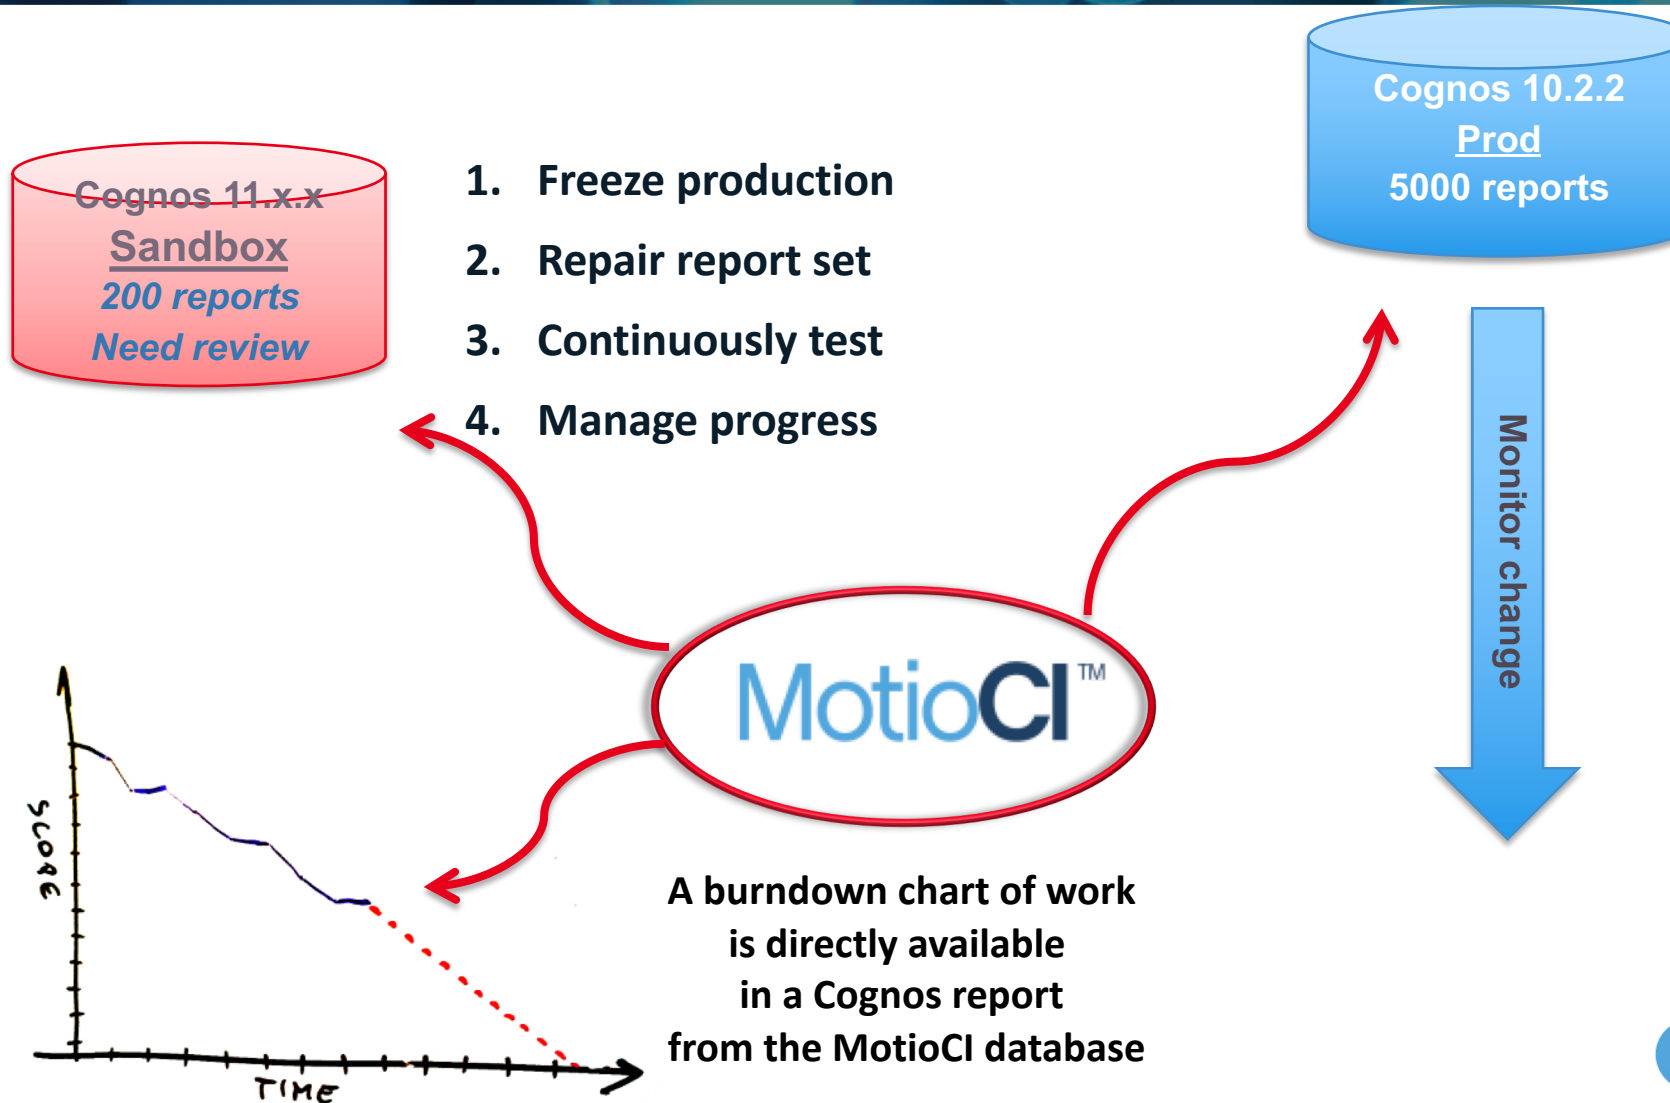 Cognos 10.2.2
Prod
5000 reports
Cognos 11.x.x
Sandbox
200 reports
Need review
1. Freeze production
2. Repair report set
3. Continuously test
4. Manage progress
Monitor change
MotioCI™
SCOPE
TIME
A burndown chart of work
is directly available
in a Cognos report
from the MotioCI database